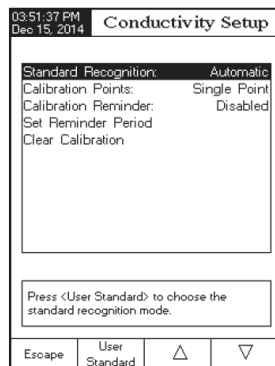 03:51:37 PM
Dec 15, 2014
Conductivity Setup
Standard Recognition: Automatic
Calibration Points: Single Point
Calibration Reminder: Disabled
Set Reminder Period
Clear Calibration
Press <User Standard> to choose the
standard recognition mode.
Escape
User
Standard
△
▽